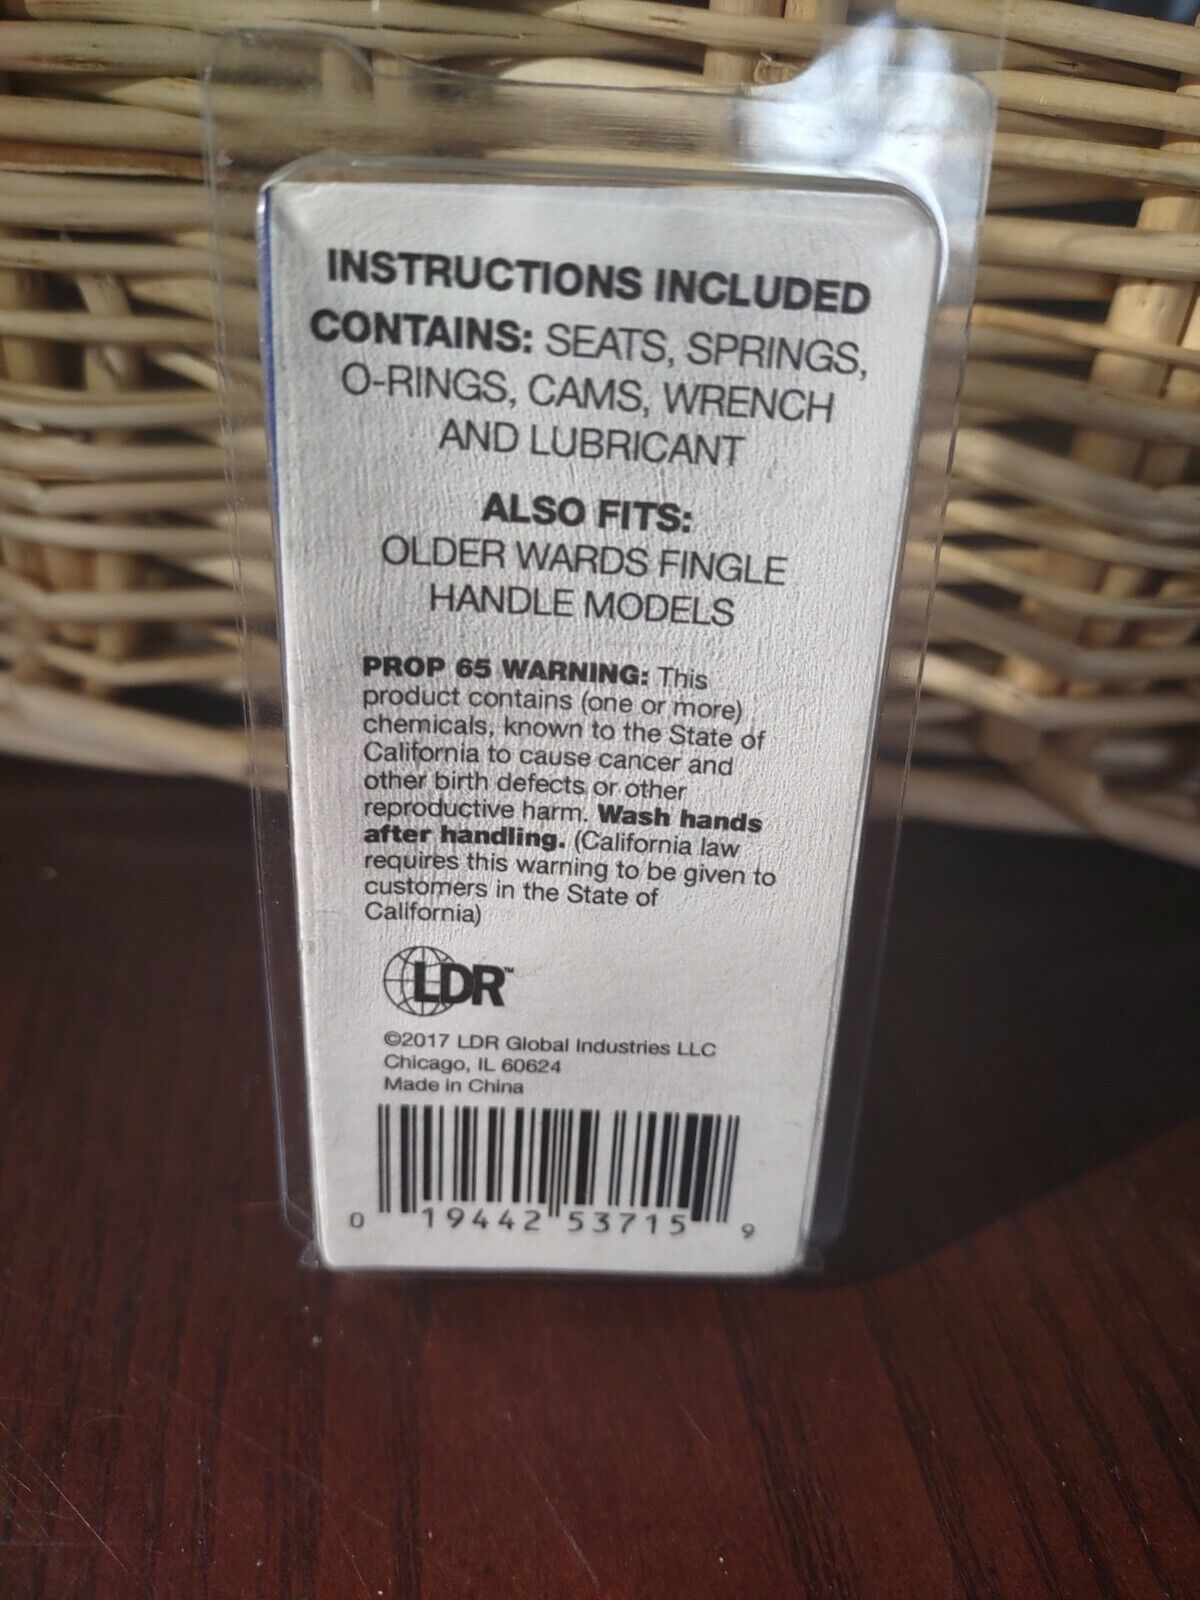 INSTRUCTIONS INCLUDED
CONTAINS: SEATS, SPRINGS,
O-RINGS, CAMS, WRENCH
AND LUBRICANT
ALSO FITS:
OLDER WARDS FINGLE
HANDLE MODELS
PROP 65 WARNING: This
product contains (one or more)
chemicals, known to the State of
California to cause cancer and
other birth defects or other
reproductive harm. Wash hands
after handling. (California law
requires this warning to be given to
customers in the State of
California)
LDR™
©2017 LDR Global Industries LLC
Chicago, IL 60624
Made in China
0 19442 53715 9